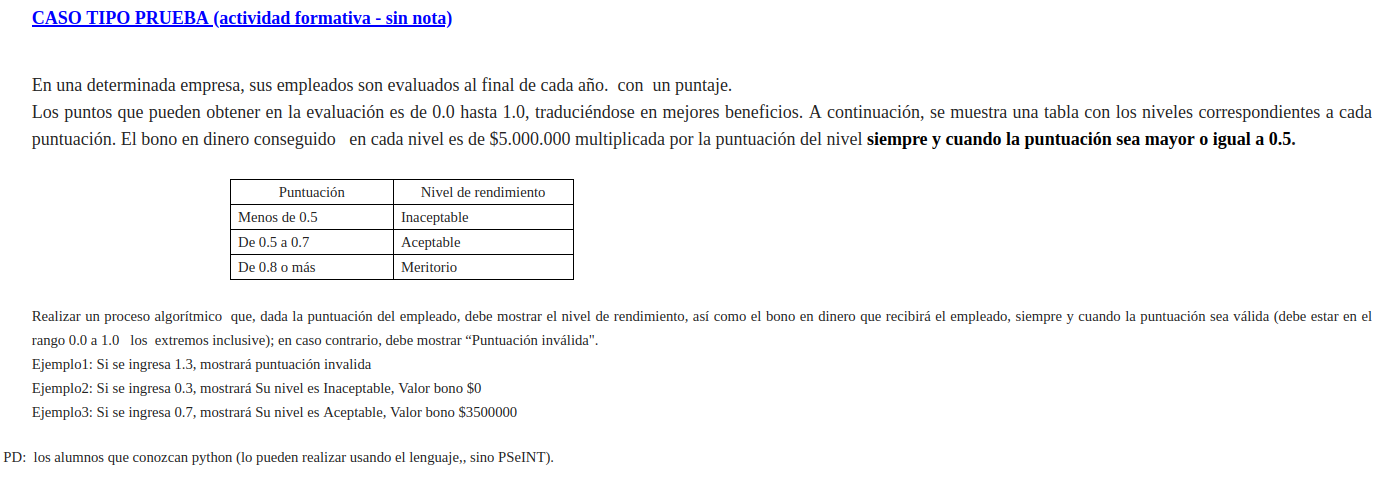 CASO TIPO PRUEBA (actividad formativa - sin nota)
En una determinada empresa, sus empleados son evaluados al final de cada año.  con  un puntaje.
Los puntos que pueden obtener en la evaluación es de 0.0 hasta 1.0, traduciéndose en mejores beneficios. A continuación, se muestra una tabla con los niveles correspondientes a cada
puntuación. El bono en dinero conseguido   en cada nivel es de $5.000.000 multiplicada por la puntuación del nivel siempre y cuando la puntuación sea mayor o igual a 0.5.
Puntuación Nivel de rendimiento
Menos de 0.5 Inaceptable
De 0.5 a 0.7 Aceptable
De 0.8 o más Meritorio
Realizar un proceso algorítmico  que, dada la puntuación del empleado, debe mostrar el nivel de rendimiento, así como el bono en dinero que recibirá el empleado, siempre y cuando la puntuación sea válida (debe estar en el
rango 0.0 a 1.0   los  extremos inclusive); en caso contrario, debe mostrar “Puntuación inválida".
Ejemplo1: Si se ingresa 1.3, mostrará puntuación invalida
Ejemplo2: Si se ingresa 0.3, mostrará Su nivel es Inaceptable, Valor bono $0
Ejemplo3: Si se ingresa 0.7, mostrará Su nivel es Aceptable, Valor bono $3500000
PD:  los alumnos que conozcan python (lo pueden realizar usando el lenguaje,, sino PSeINT).